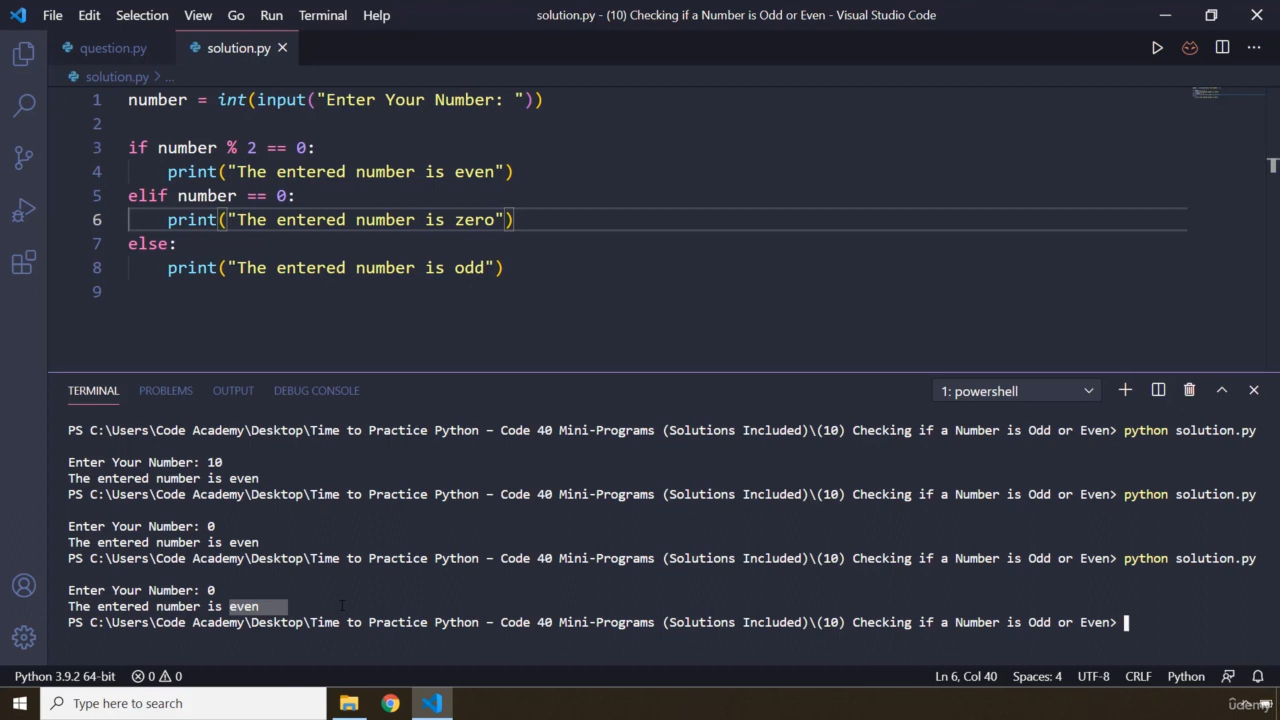 File Edit Selection View Go Run Terminal Help solution.py - (10) Checking if a Number is Odd or Even - Visual Studio Code
question.py solution.py
solution.py > ...
1 number = int(input("Enter Your Number: "))
2
3 if number % 2 == 0:
4 print("The entered number is even")
5 elif number == 0:
6 print("The entered number is zero")
7 else:
8 print("The entered number is odd")
9
TERMINAL PROBLEMS OUTPUT DEBUG CONSOLE 1: powershell
PS C:\Users\Code Academy\Desktop\Time to Practice Python – Code 40 Mini-Programs (Solutions Included)\(10) Checking if a Number is Odd or Even> python solution.py
Enter Your Number: 10
The entered number is even
PS C:\Users\Code Academy\Desktop\Time to Practice Python – Code 40 Mini-Programs (Solutions Included)\(10) Checking if a Number is Odd or Even> python solution.py
Enter Your Number: 0
The entered number is even
PS C:\Users\Code Academy\Desktop\Time to Practice Python – Code 40 Mini-Programs (Solutions Included)\(10) Checking if a Number is Odd or Even> python solution.py
Enter Your Number: 0
The entered number is even
PS C:\Users\Code Academy\Desktop\Time to Practice Python – Code 40 Mini-Programs (Solutions Included)\(10) Checking if a Number is Odd or Even>
Python 3.9.2 64-bit 0 0 Ln 6, Col 40 Spaces: 4 UTF-8 CRLF Python
Type here to search udemy